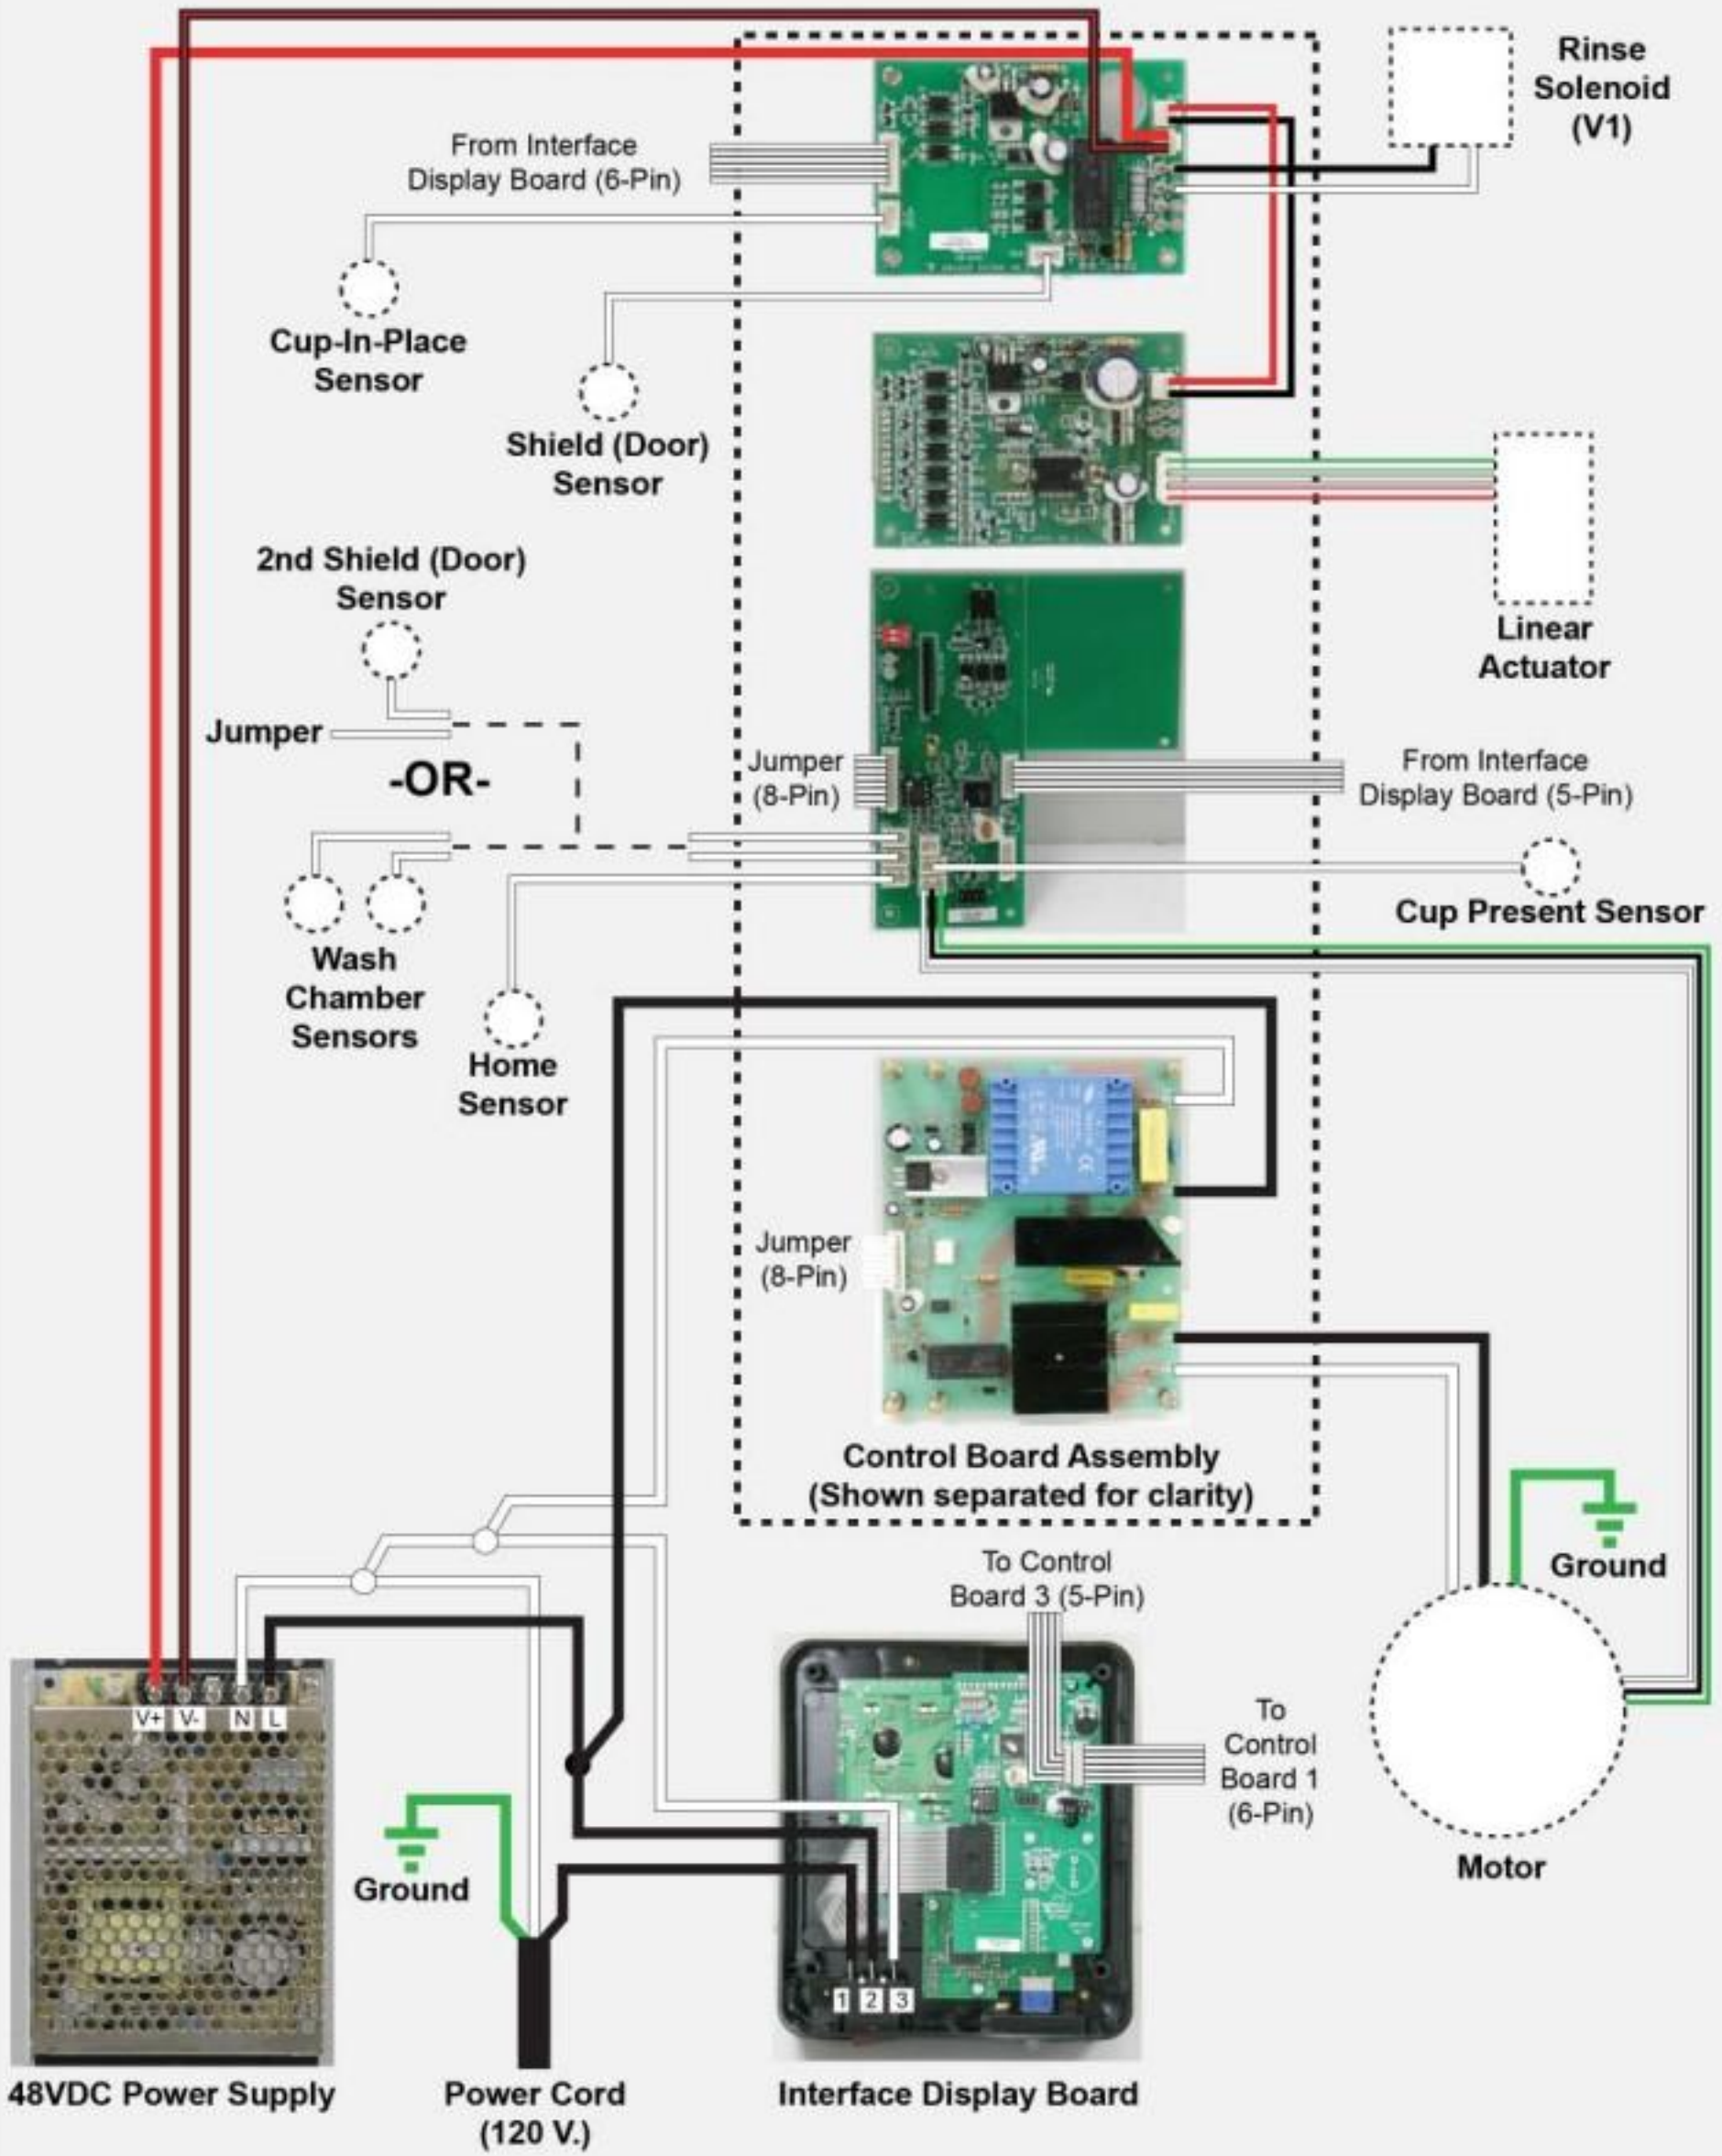 Rinse
Solenoid
(V1)
From Interface
Display Board (6-Pin)
Cup-In-Place
Sensor
Shield (Door)
Sensor
2nd Shield (Door)
Sensor
Linear
Actuator
Jumper
-OR-
Jumper
(8-Pin)
From Interface
Display Board (5-Pin)
Cup Present Sensor
Wash
Chamber
Sensors
Home
Sensor
Jumper
(8-Pin)
Control Board Assembly
(Shown separated for clarity)
To Control
Board 3 (5-Pin)
Ground
V+ V- N L
To
Control
Board 1
(6-Pin)
Motor
Ground
1 2 3
48VDC Power Supply
Power Cord
(120 V.)
Interface Display Board